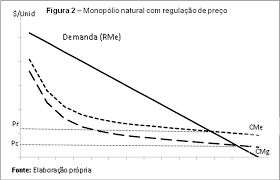 Figura 2 – Monopólio natural com regulação de preço
$/Unid
Demanda (RMe)
Pr
CMe
Pc
CMg
Fonte: Elaboração própria